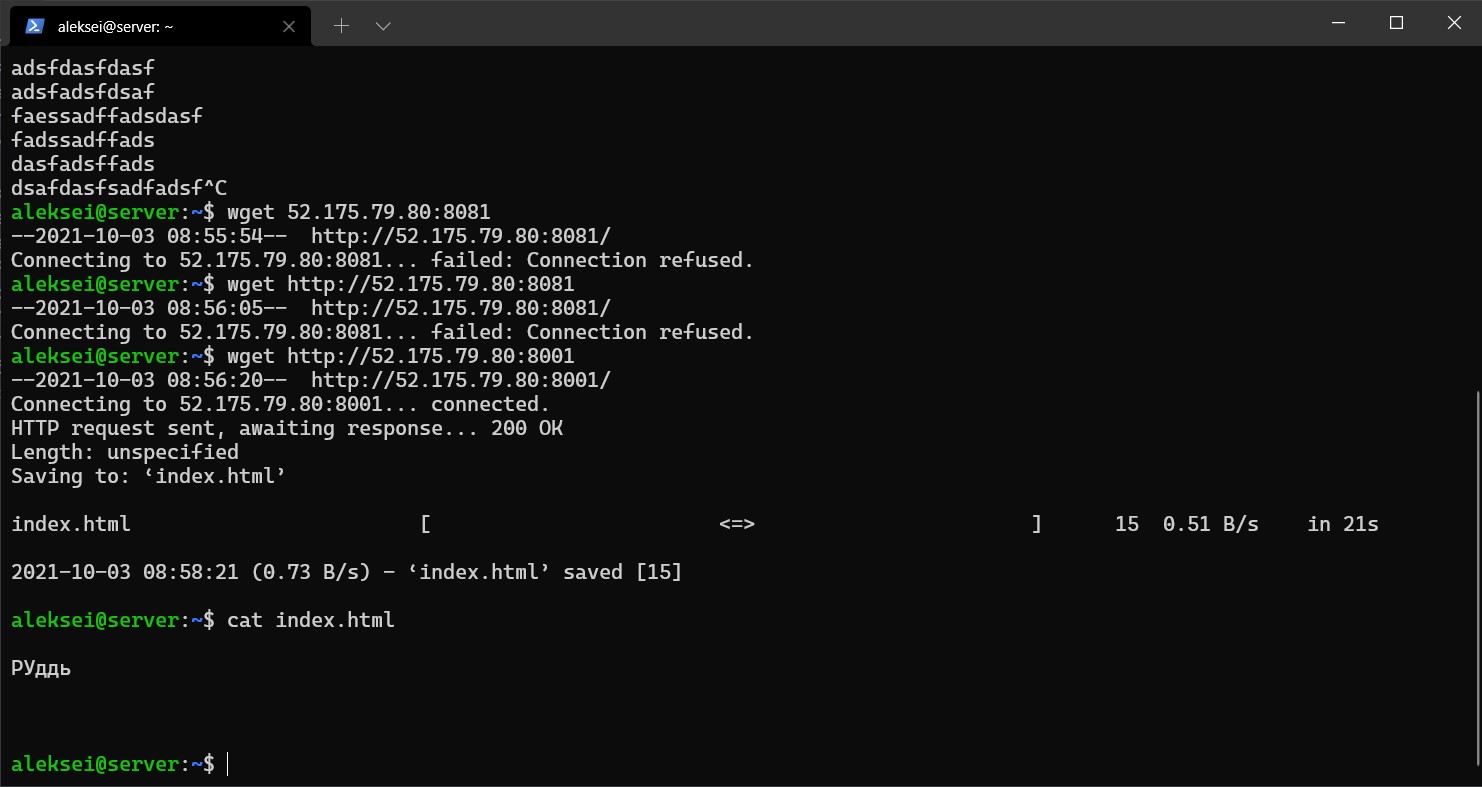 aleksei@server: ~
adsfdasfdasf
adsfadsfdsaf
faessadffadsdasf
fadssadffads
dasfadsffads
dsafdasfsadfadsf^C
aleksei@server:~$ wget 52.175.79.80:8081
--2021-10-03 08:55:54--  http://52.175.79.80:8081/
Connecting to 52.175.79.80:8081... failed: Connection refused.
aleksei@server:~$ wget http://52.175.79.80:8081
--2021-10-03 08:56:05--  http://52.175.79.80:8081/
Connecting to 52.175.79.80:8081... failed: Connection refused.
aleksei@server:~$ wget http://52.175.79.80:8001
--2021-10-03 08:56:20--  http://52.175.79.80:8001/
Connecting to 52.175.79.80:8001... connected.
HTTP request sent, awaiting response... 200 OK
Length: unspecified
Saving to: ‘index.html’
index.html [ <=> ] 15 0.51 B/s in 21s
2021-10-03 08:58:21 (0.73 B/s) - ‘index.html’ saved [15]
aleksei@server:~$ cat index.html
РУддь
aleksei@server:~$